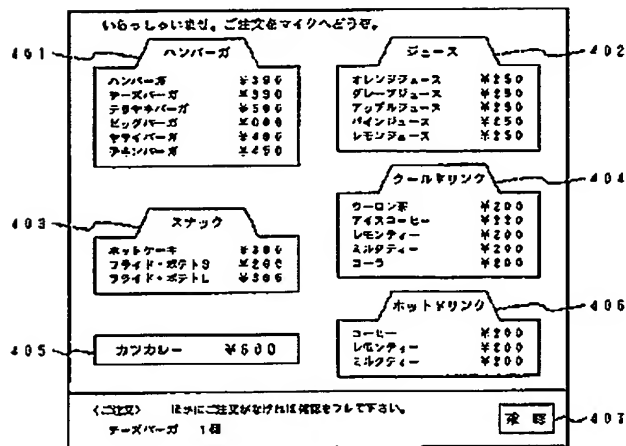 いらっしゃいませ。ご注文をマイクへどうぞ。
401
ハンバーガ
ハンバーガ ¥300
チーズバーガ ¥390
テリヤキバーガ ¥500
ビッグバーガ
ヤサイバーガ ¥400
チキンバーガ ¥450
ジュース
402
オレンジジュース ¥250
グレープジュース ¥250
アップルジュース ¥250
パインジュース ¥250
レモンジュース ¥250
クールドリンク
404
ウーロン茶 ¥200
アイスコーヒー ¥220
レモンティー ¥200
ミルクティー ¥200
コーラ ¥200
403
スナック
ホットケーキ ¥300
フライド・ポテトS ¥200
フライド・ポテトL ¥300
ホットドリンク
406
コーヒー ¥200
レモンティー ¥200
ミルクティー ¥200
405
カツカレー ¥600
〈ご注文〉 ほかにご注文がなければ確認をフレて下さい。
チーズバーガ 1個
確認
407